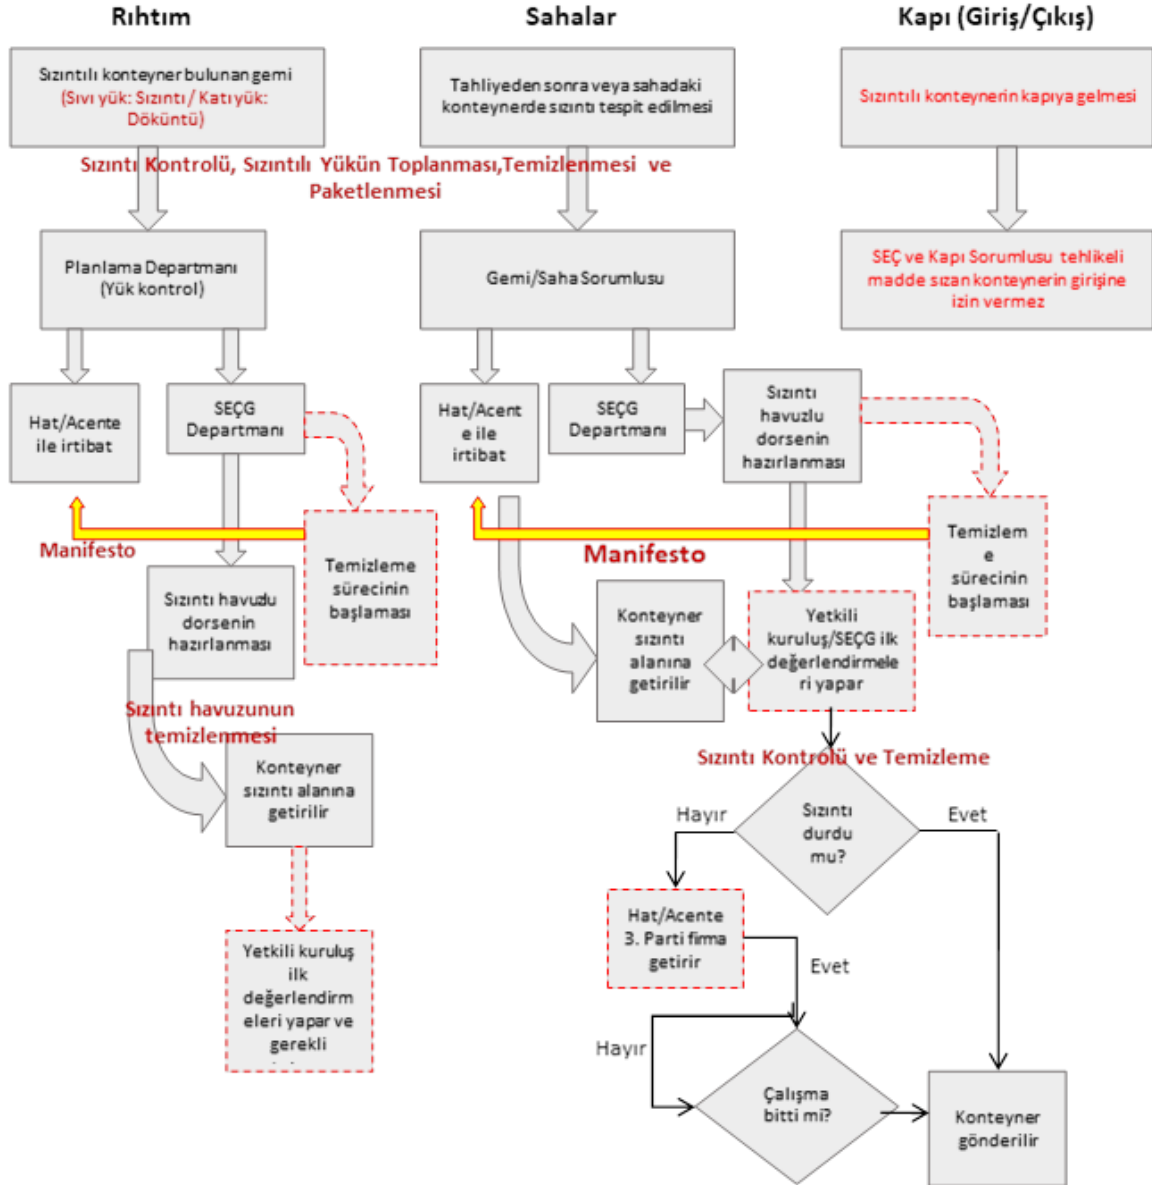 Rıhtım
Sızıntılı konteyner bulunan gemi
(Sıvı yük: Sızıntı / Katı yük:
Döküntü)
Sahalar
Tahliyeden sonra veya sahadaki
konteynerde sızıntı tespit edilmesi
Kapı (Giriş/Çıkış)
Sızıntılı konteynerin kapıya gelmesi
Sızıntı Kontrolü, Sızıntılı Yükün Toplanması,Temizlenmesi ve
Paketlenmesi
Planlama Departmanı
(Yük kontrol)
Gemi/Saha Sorumlusu
SEÇ ve Kapı Sorumlusu tehlikeli
madde sızan konteynerin girişine
izin vermez
Hat/Acente
ile irtibat
SEÇG
Departmanı
Hat/Acent
e ile
irtibat
SEÇG
Departmanı
Sızıntı
havuzlu
dorsenin
hazırlanması
Manifesto
Temizleme
sürecinin
başlaması
Manifesto
Temizlem
e
sürecinin
başlaması
Sızıntı havuzlu
dorsenin
hazırlanması
Konteyner
sızıntı
alanına
getirilir
Yetkili
kuruluş/SEÇG ilk
değerlendirmele
ri yapar
Sızıntı havuzunun
temizlenmesi
Konteyner
sızıntı alanına
getirilir
Sızıntı Kontrolü ve Temizleme
Sızıntı
durdu
mu?
Hayır
Evet
Hat/Acente
3. Parti firma
getirir
Evet
Yetkili kuruluş
ilk
değerlendirm
eleri yapar ve
gerekli
Hayır
Çalışma
bitti mi?
Konteyner
gönderilir